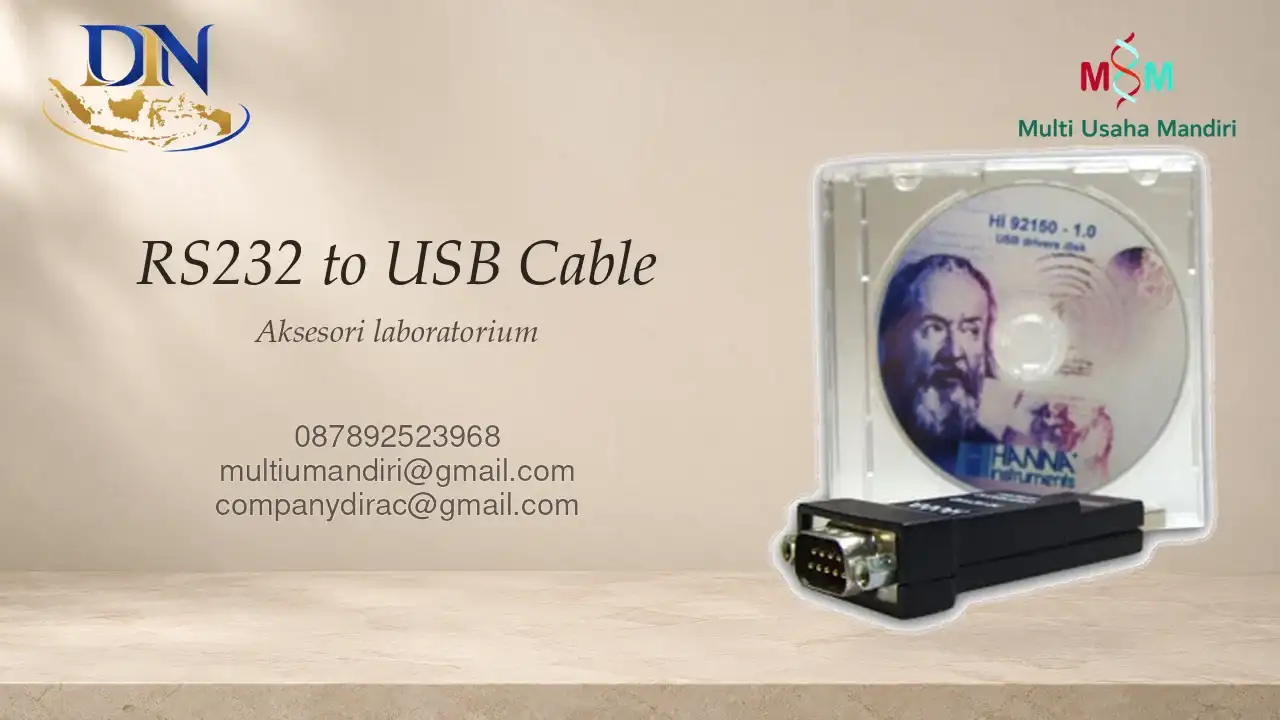 DIN
M M
Multi Usaha Mandiri
RS232 to USB Cable
Aksesori laboratorium
087892523968
multiumandiri@gmail.com
companydirac@gmail.com
HI 92150 - 1.0
USB drivers disk
HANNA
instruments